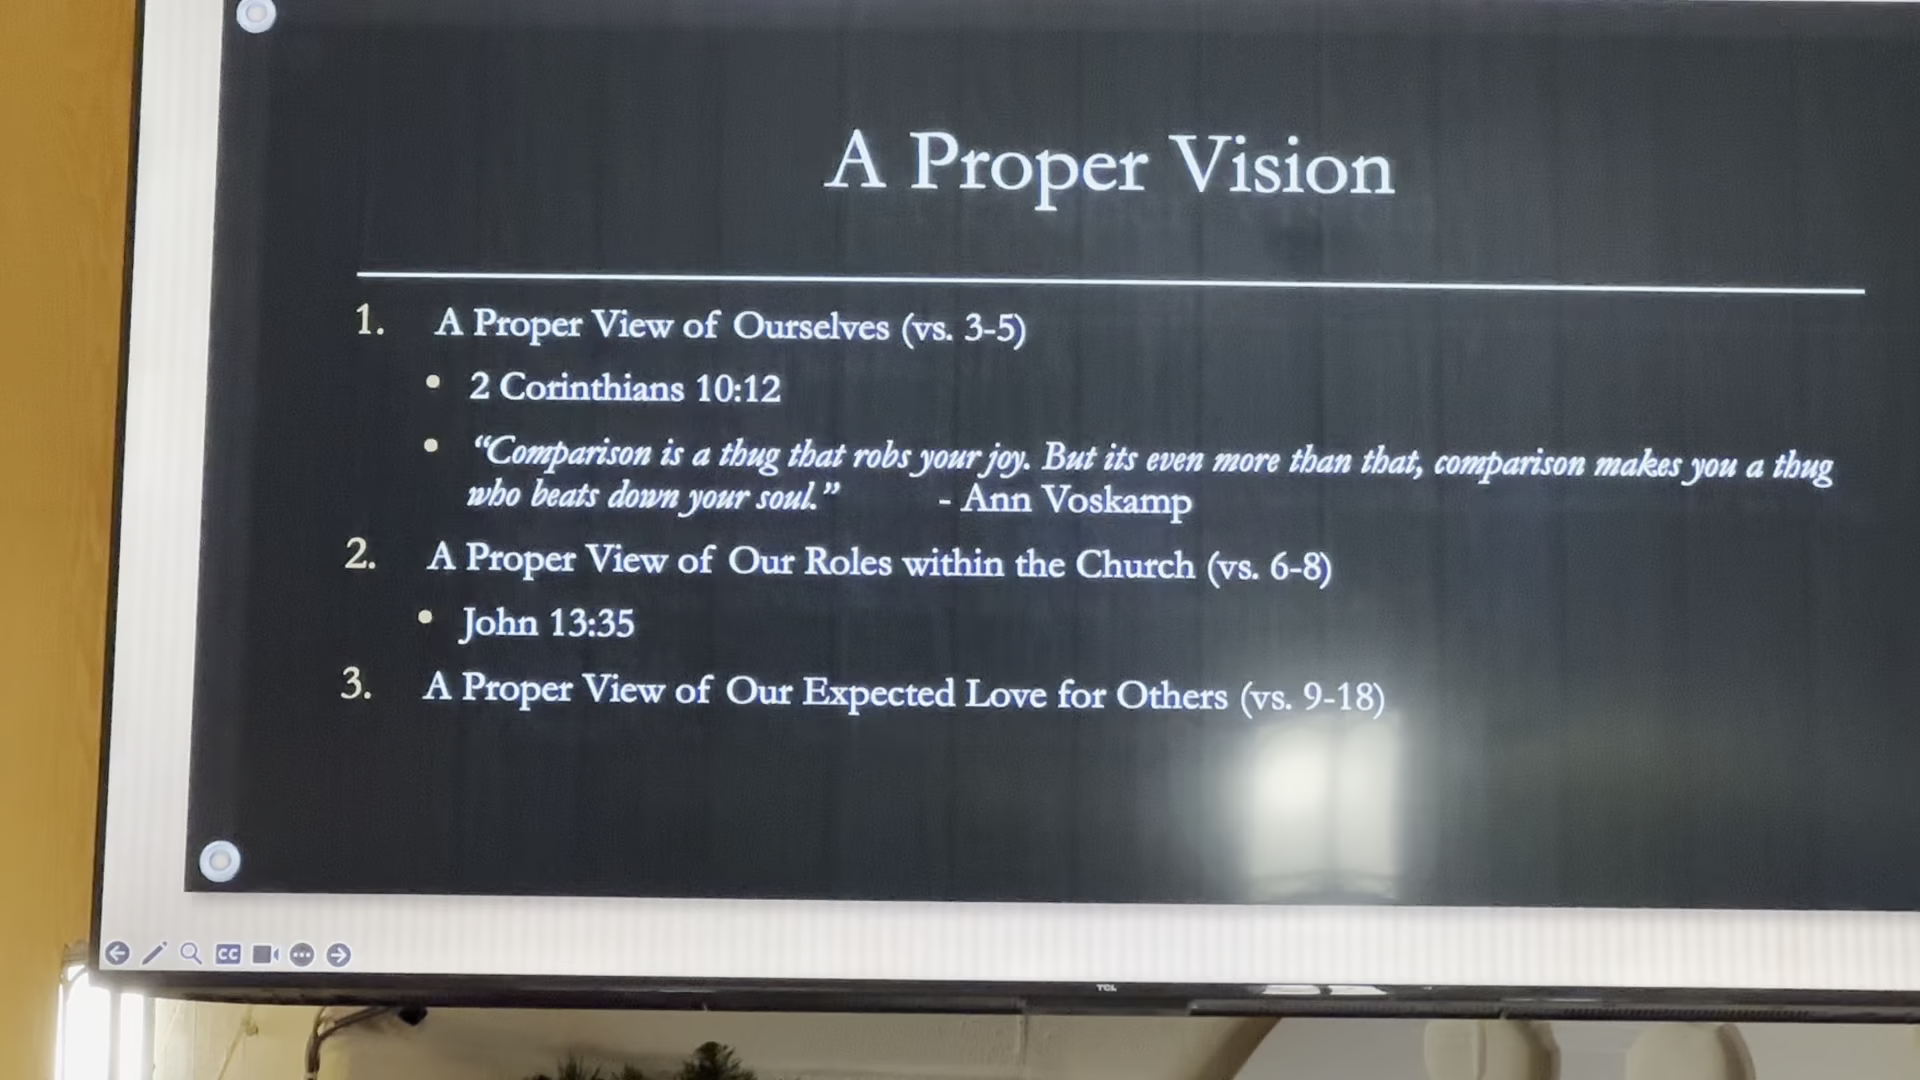 A Proper Vision
1. A Proper View of Ourselves (vs. 3-5)
• 2 Corinthians 10:12
• “Comparison is a thug that robs your joy. But its even more than that, comparison makes you a thug
who beats down your soul.” - Ann Voskamp
2. A Proper View of Our Roles within the Church (vs. 6-8)
• John 13:35
3. A Proper View of Our Expected Love for Others (vs. 9-18)
CC
TCL